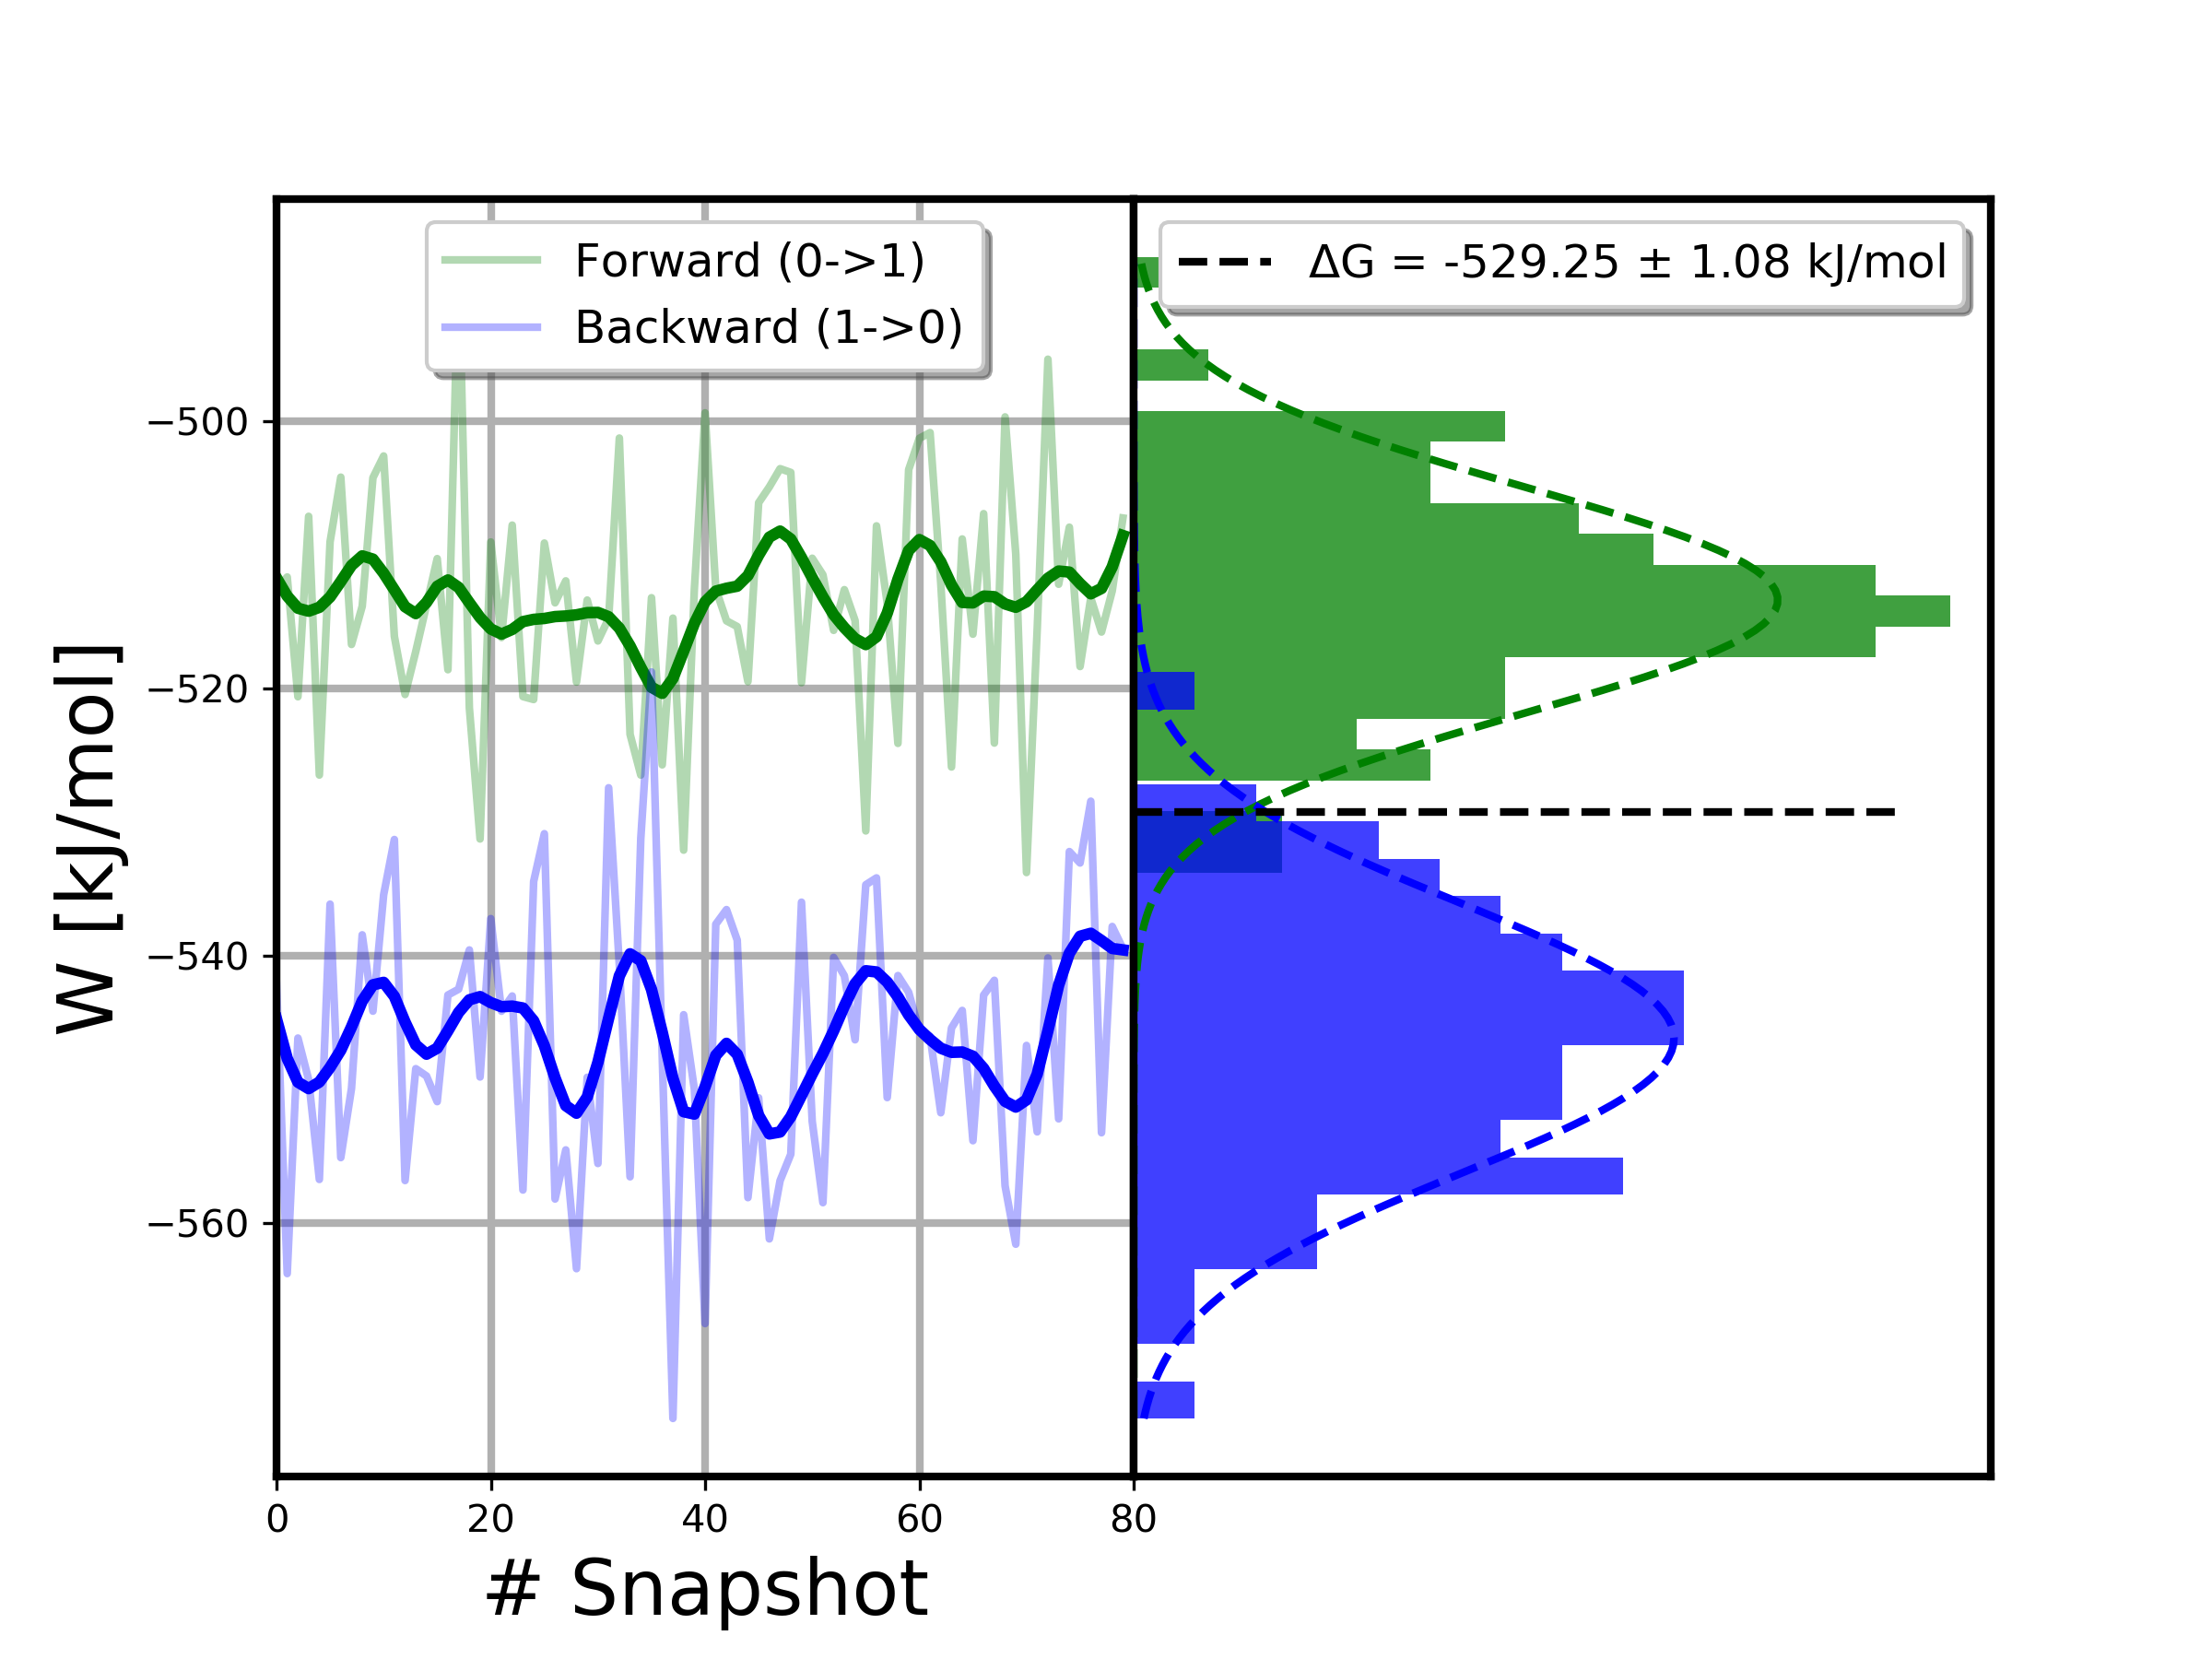 Forward (0->1)
Backward (1->0)
ΔG = -529.25 ± 1.08 kJ/mol
W [kJ/mol]
−500
−520
−540
−560
0 20 40 60 80
# Snapshot